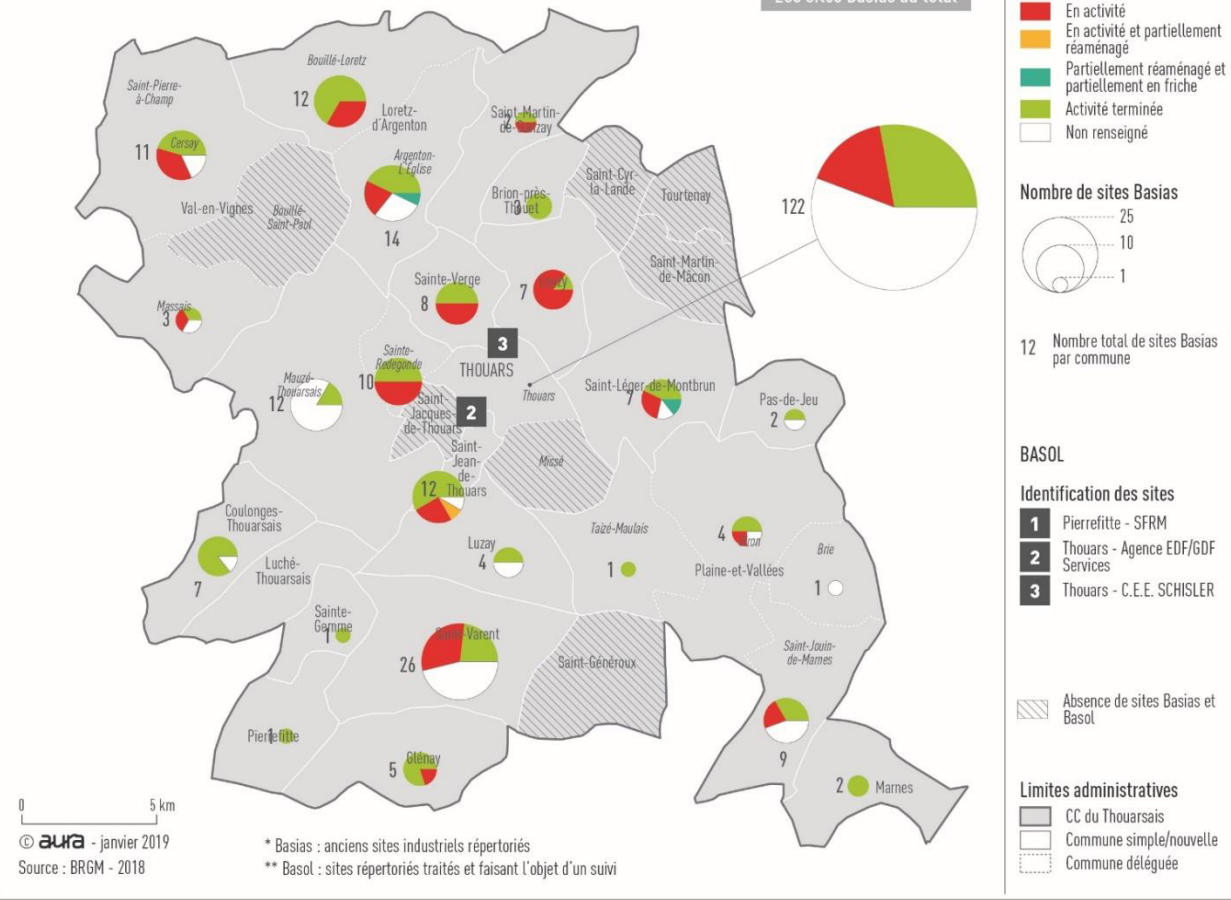 En activité
En activité et partiellement
réaménagé
Partiellement réaménagé et
partiellement en friche
Activité terminée
Non renseigné
Nombre de sites Basias
25
10
1
12
Nombre total de sites Basias
par commune
BASOL
Identification des sites
1 Pierrefitte - SFRM
2 Thouars - Agence EDF/GDF
Services
3 Thouars - C.E.E. SCHISLER
Absence de sites Basias et
Basol
Limites administratives
CC du Thouarsais
Commune simple/nouvelle
Commune déléguée
Bouillé-Loretz
12
Saint-Pierre-
à-Champ
Loretz-
d'Argenton
Saint-Martin-
2
Cersay
11
Argenton-
L'Église
14
Saint-Cyr-
la-Lande
Tourtenay
Brion-près-
Thouet
3
Val-en-Vignes
Bouillé-
Saint-Paul
122
Saint-Martin-
de-Mâcon
Sainte-Verge
8
7
Massais
3
3
THOUARS
Sainte-
Radegonde
10
Mauzé-
Thouarsais
12
Thouars
Saint-Léger-de-Montbrun
7
Pas-de-Jeu
2
Saint-
Jacques-
de-Thouars
2
Saint-
Jean-
de-
Thouars
12
Missé
Coulonges-
Thouarsais
7
Luché-
Thouarsais
Luzay
4
Taizé-Maulais
1
4
Plaine-et-Vallées
Brie
1
Sainte-
Gemme
1
Saint-Varent
26
Saint-Généroux
Saint-Jouin-
de-Marnes
9
Pierrefitte
1
Glénay
5
2
Marnes
0
5 km
© aura - janvier 2019
Source : BRGM - 2018
* Basias : anciens sites industriels répertoriés
** Basol : sites répertoriés traités et faisant l'objet d'un suivi